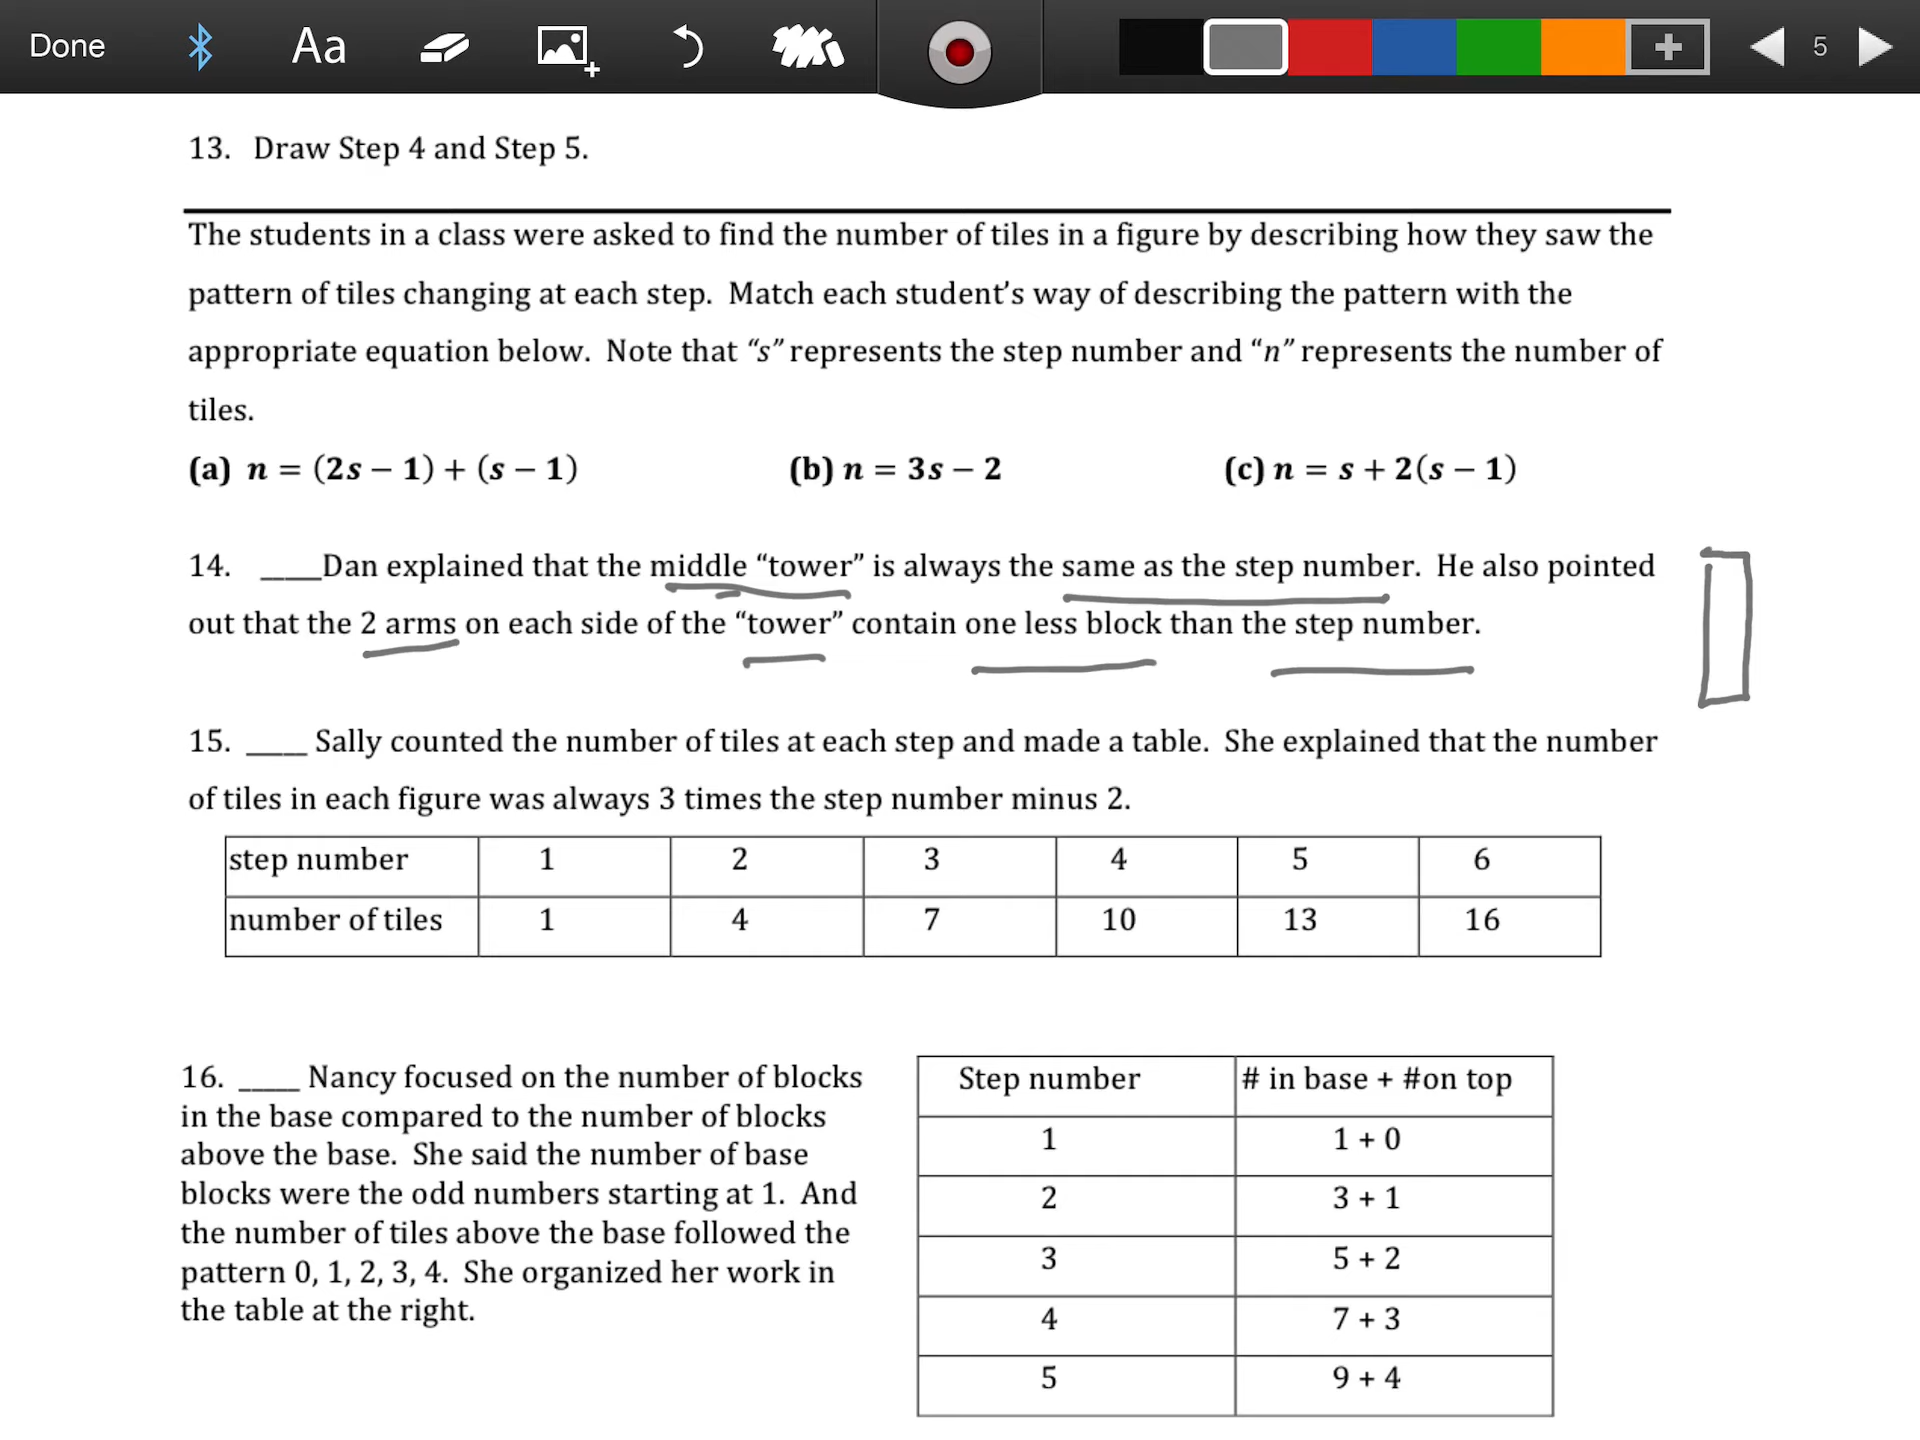 Done Aa 5
13. Draw Step 4 and Step 5.
The students in a class were asked to find the number of tiles in a figure by describing how they saw the
pattern of tiles changing at each step. Match each student's way of describing the pattern with the
appropriate equation below. Note that “s” represents the step number and “n” represents the number of
tiles.
(a) n = (2s − 1) + (s − 1) (b) n = 3s − 2 (c) n = s + 2(s − 1)
14. ____Dan explained that the middle “tower” is always the same as the step number. He also pointed
out that the 2 arms on each side of the “tower” contain one less block than the step number.
15. ____ Sally counted the number of tiles at each step and made a table. She explained that the number
of tiles in each figure was always 3 times the step number minus 2.
step number 1 2 3 4 5 6
number of tiles 1 4 7 10 13 16
16. ____ Nancy focused on the number of blocks
in the base compared to the number of blocks
above the base. She said the number of base
blocks were the odd numbers starting at 1. And
the number of tiles above the base followed the
pattern 0, 1, 2, 3, 4. She organized her work in
the table at the right.
Step number # in base + #on top
1 1 + 0
2 3 + 1
3 5 + 2
4 7 + 3
5 9 + 4